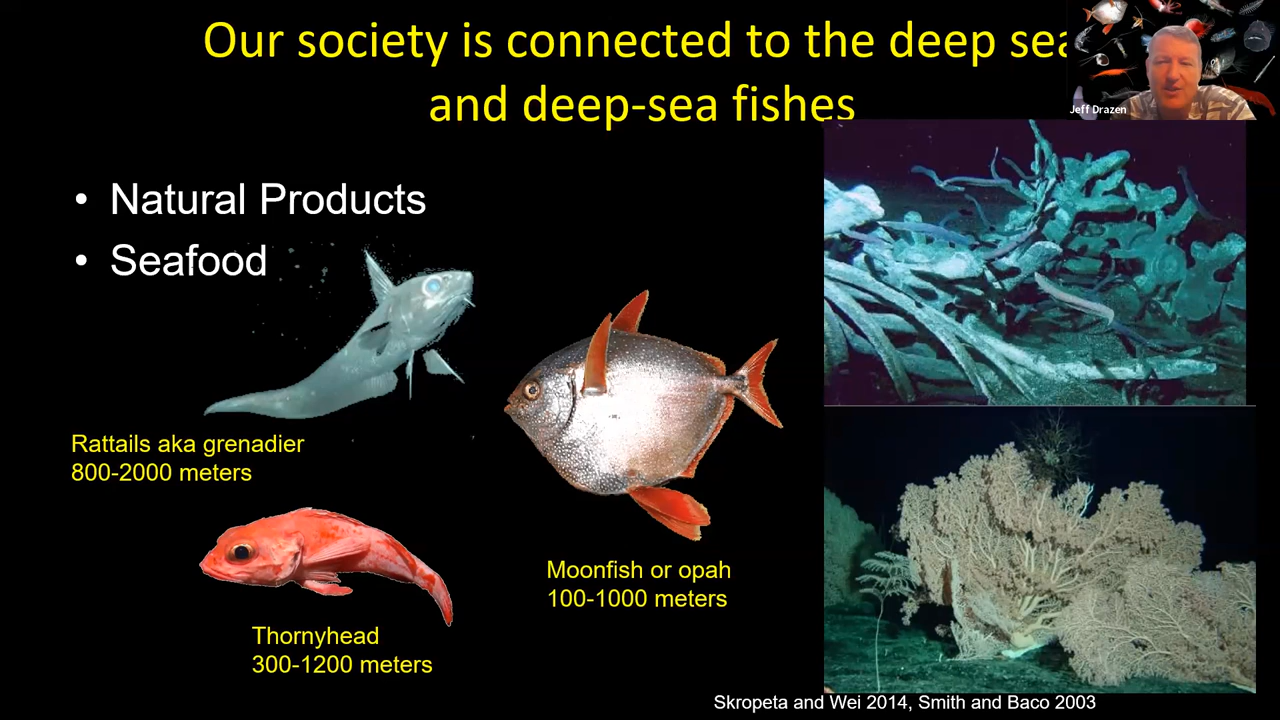 Our society is connected to the deep sea
and deep-sea fishes
Jeff Drazen
• Natural Products
• Seafood
Rattails aka grenadier
800-2000 meters
Moonfish or opah
100-1000 meters
Thornyhead
300-1200 meters
Skropeta and Wei 2014, Smith and Baco 2003